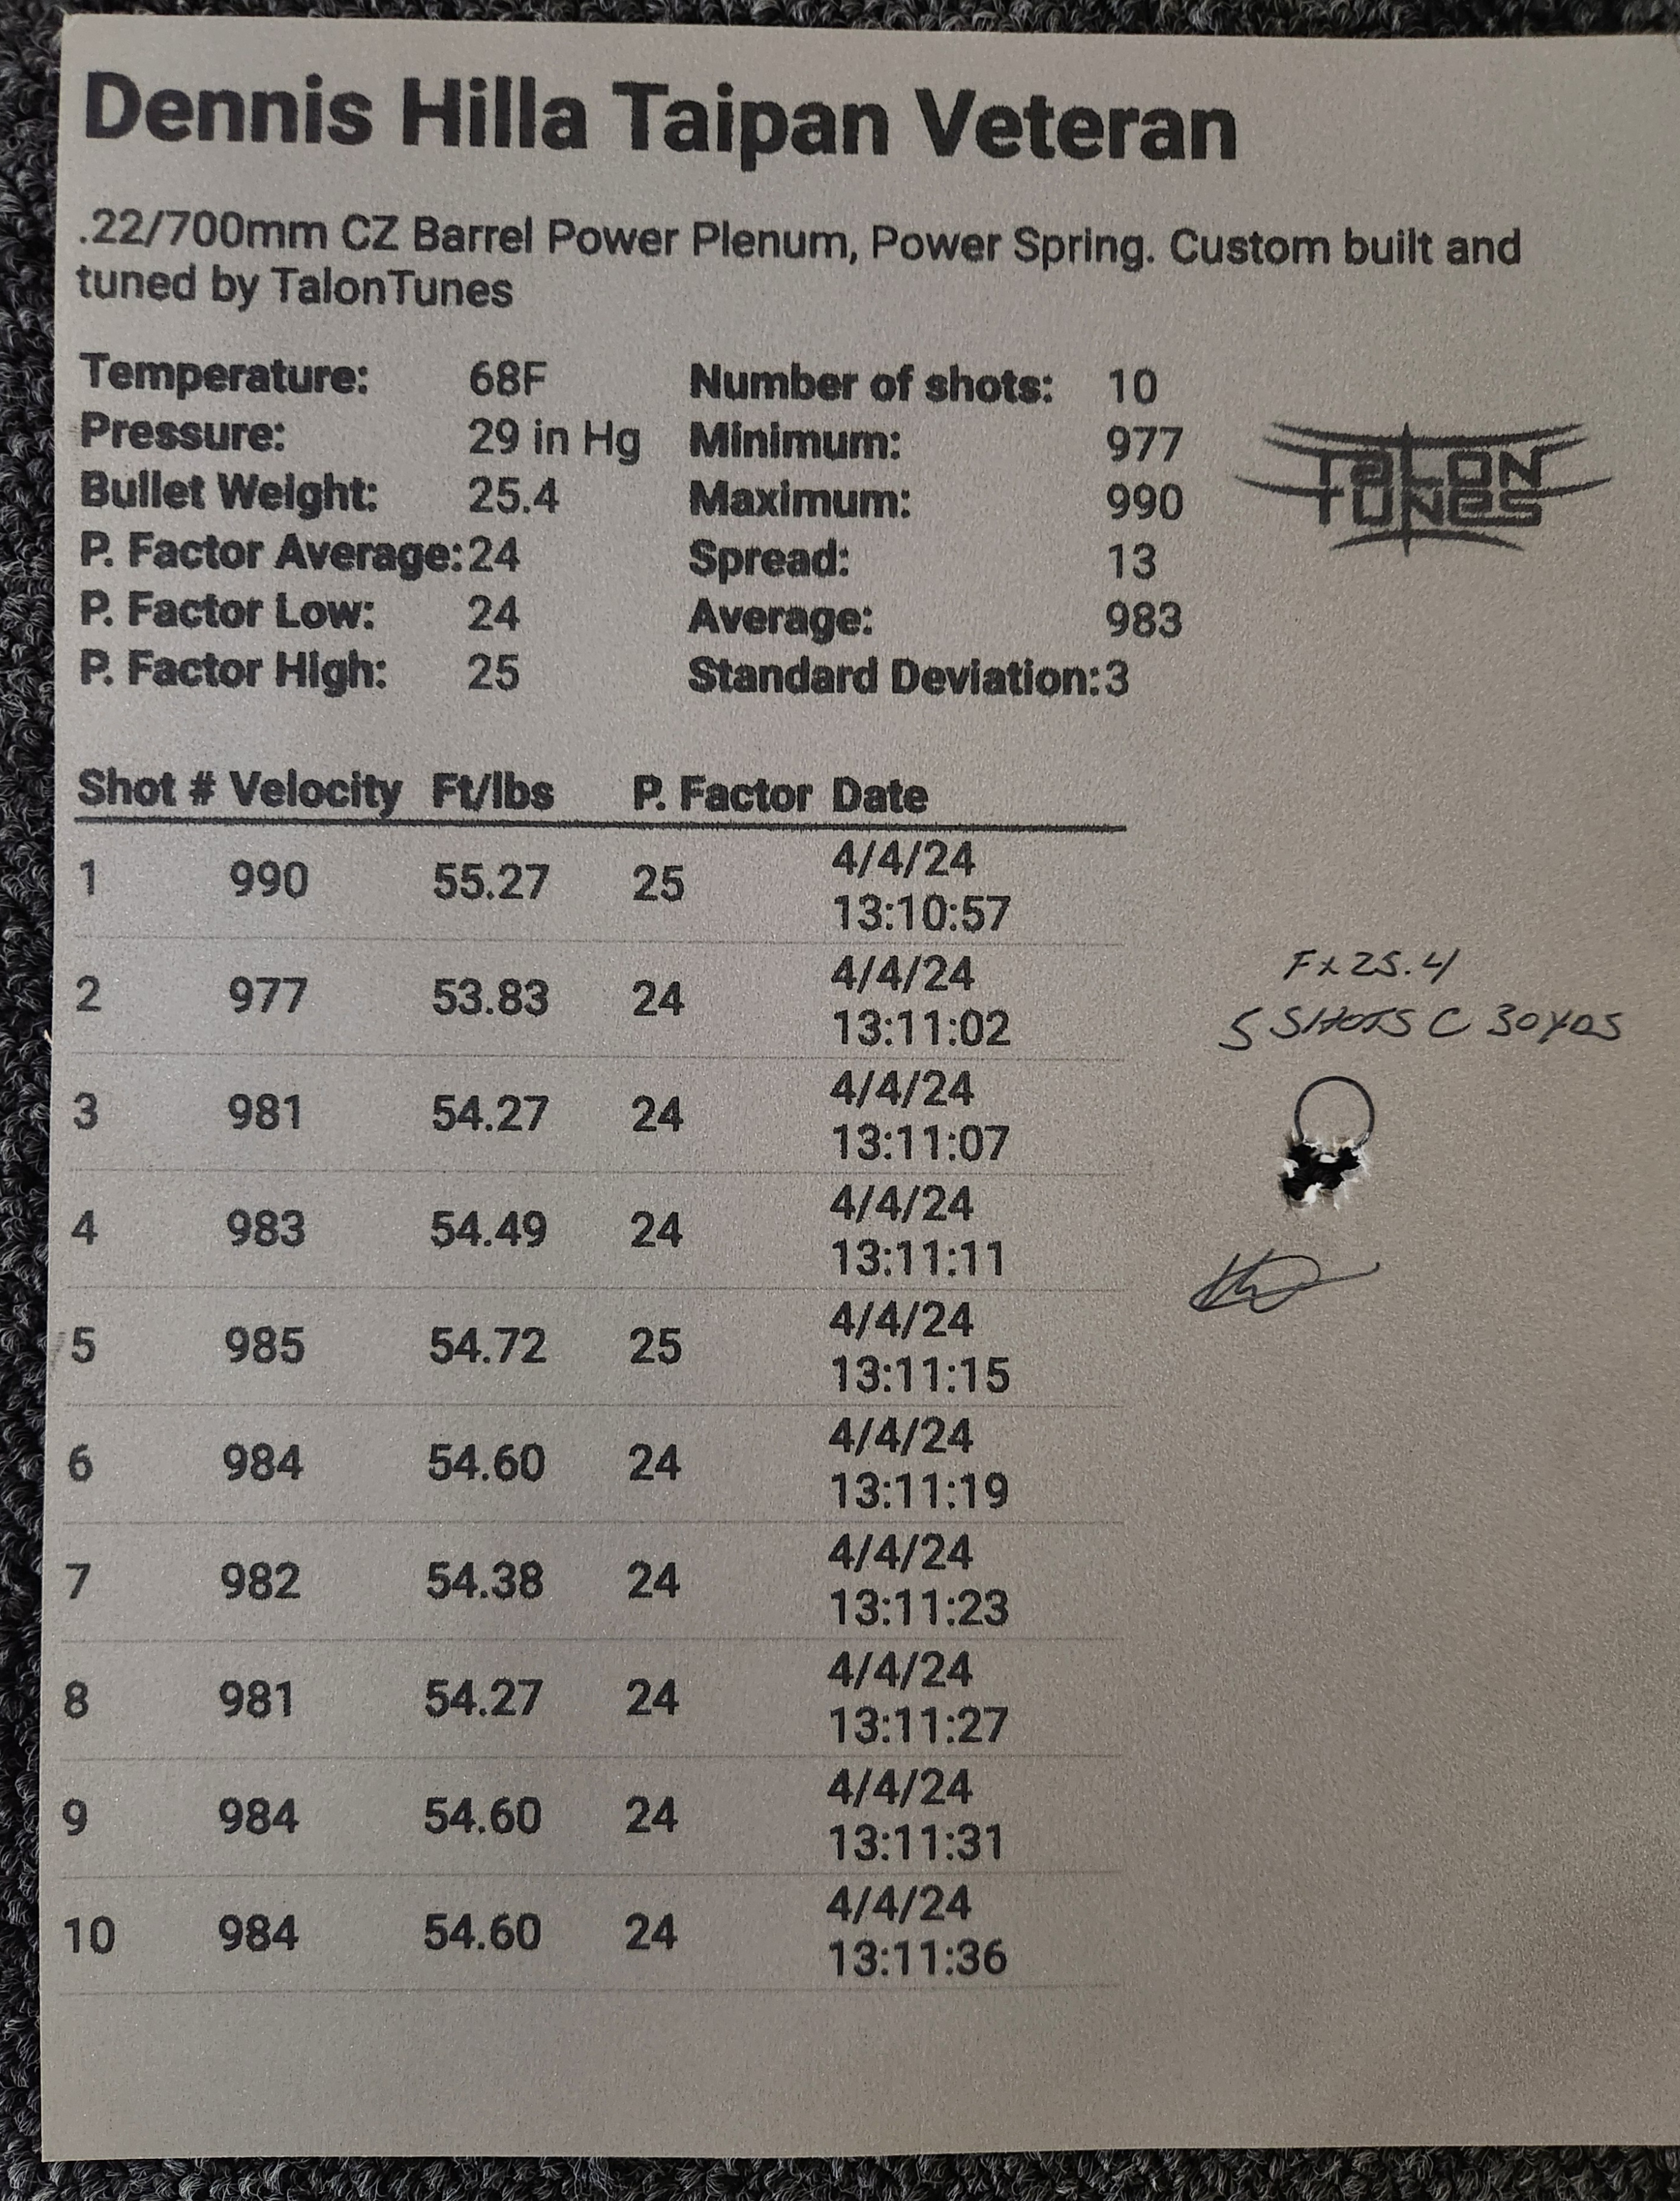 Dennis Hilla Taipan Veteran
.22/700mm CZ Barrel Power Plenum, Power Spring. Custom built and
tuned by TalonTunes
Temperature: 68F Number of shots: 10
Pressure: 29 in Hg Minimum: 977
Bullet Weight: 25.4 Maximum: 990
P. Factor Average: 24 Spread: 13
P. Factor Low: 24 Average: 983
P. Factor High: 25 Standard Deviation: 3
TALON
TUNES
Shot # Velocity Ft/lbs P. Factor Date
1 990 55.27 25 4/4/24
13:10:57
2 977 53.83 24 4/4/24
13:11:02
3 981 54.27 24 4/4/24
13:11:07
4 983 54.49 24 4/4/24
13:11:11
5 985 54.72 25 4/4/24
13:11:15
6 984 54.60 24 4/4/24
13:11:19
7 982 54.38 24 4/4/24
13:11:23
8 981 54.27 24 4/4/24
13:11:27
9 984 54.60 24 4/4/24
13:11:31
10 984 54.60 24 4/4/24
13:11:36
Fx 25.4
5 SHOTS C 30YDS